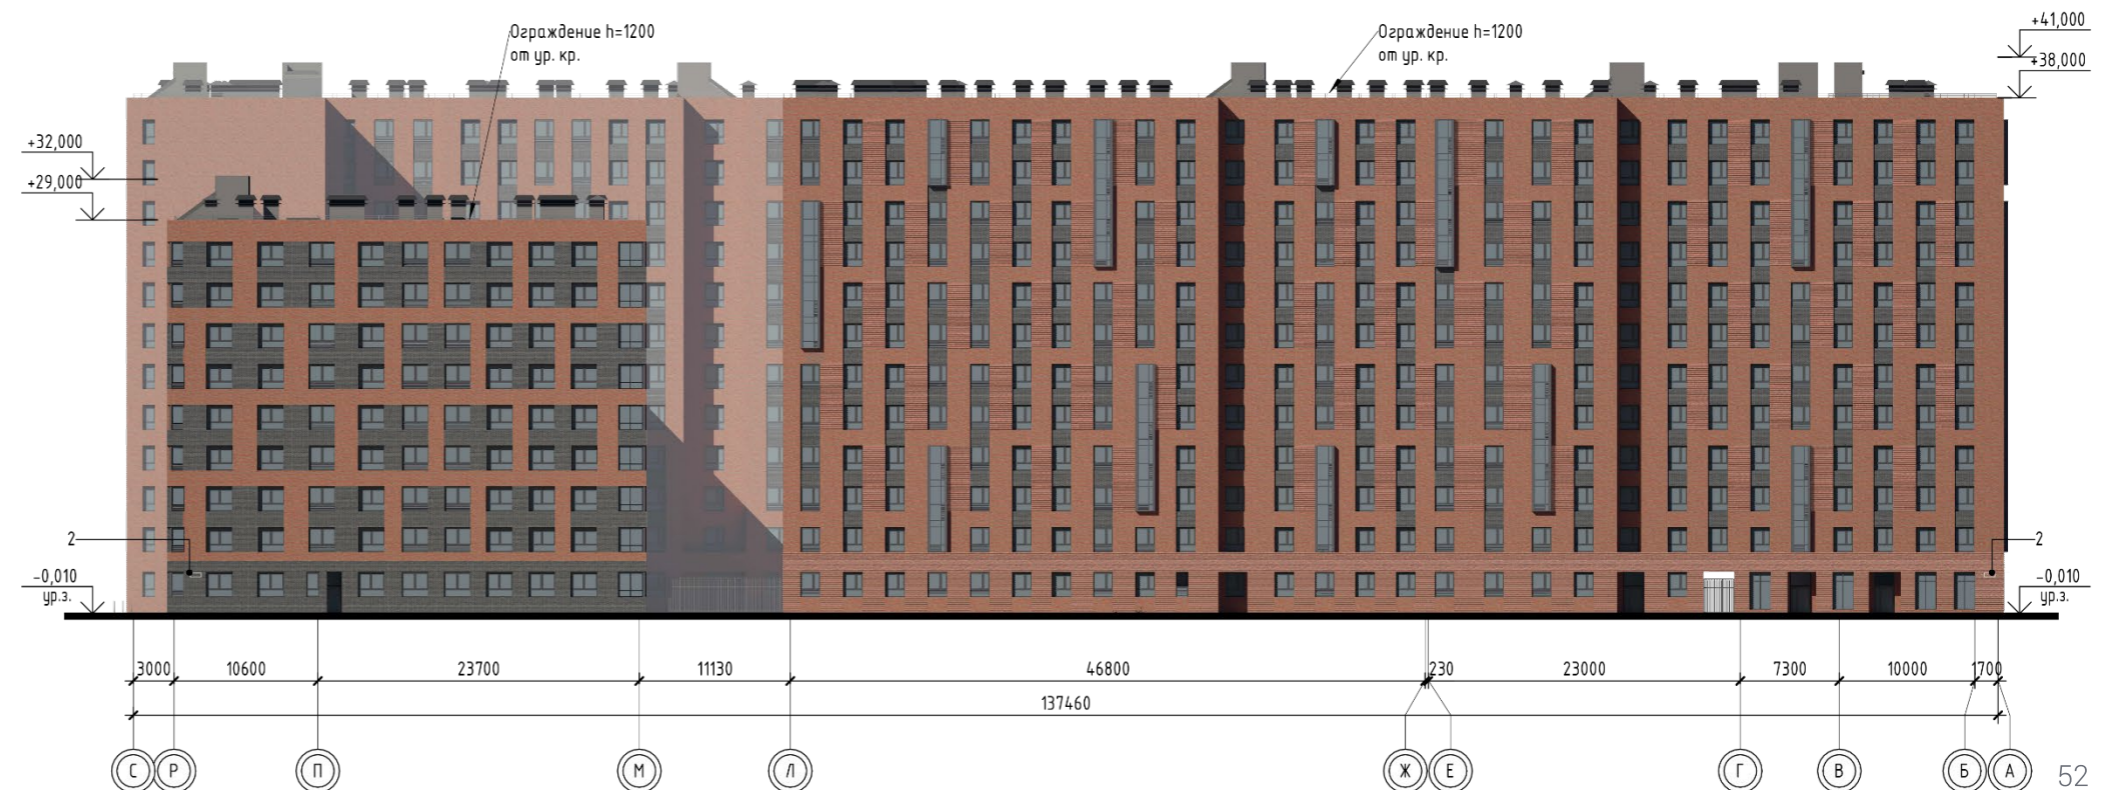 Ограждение h=1200
от ур. кр.
Ограждение h=1200
от ур. кр.
+41,000
+38,000
+32,000
+29,000
2
2
-0,010
ур.з.
-0,010
ур.з.
3000 10600 23700 11130 46800 230 23000 7300 10000 1700
137460
С Р П М Л Ж Е Г В Б А
52